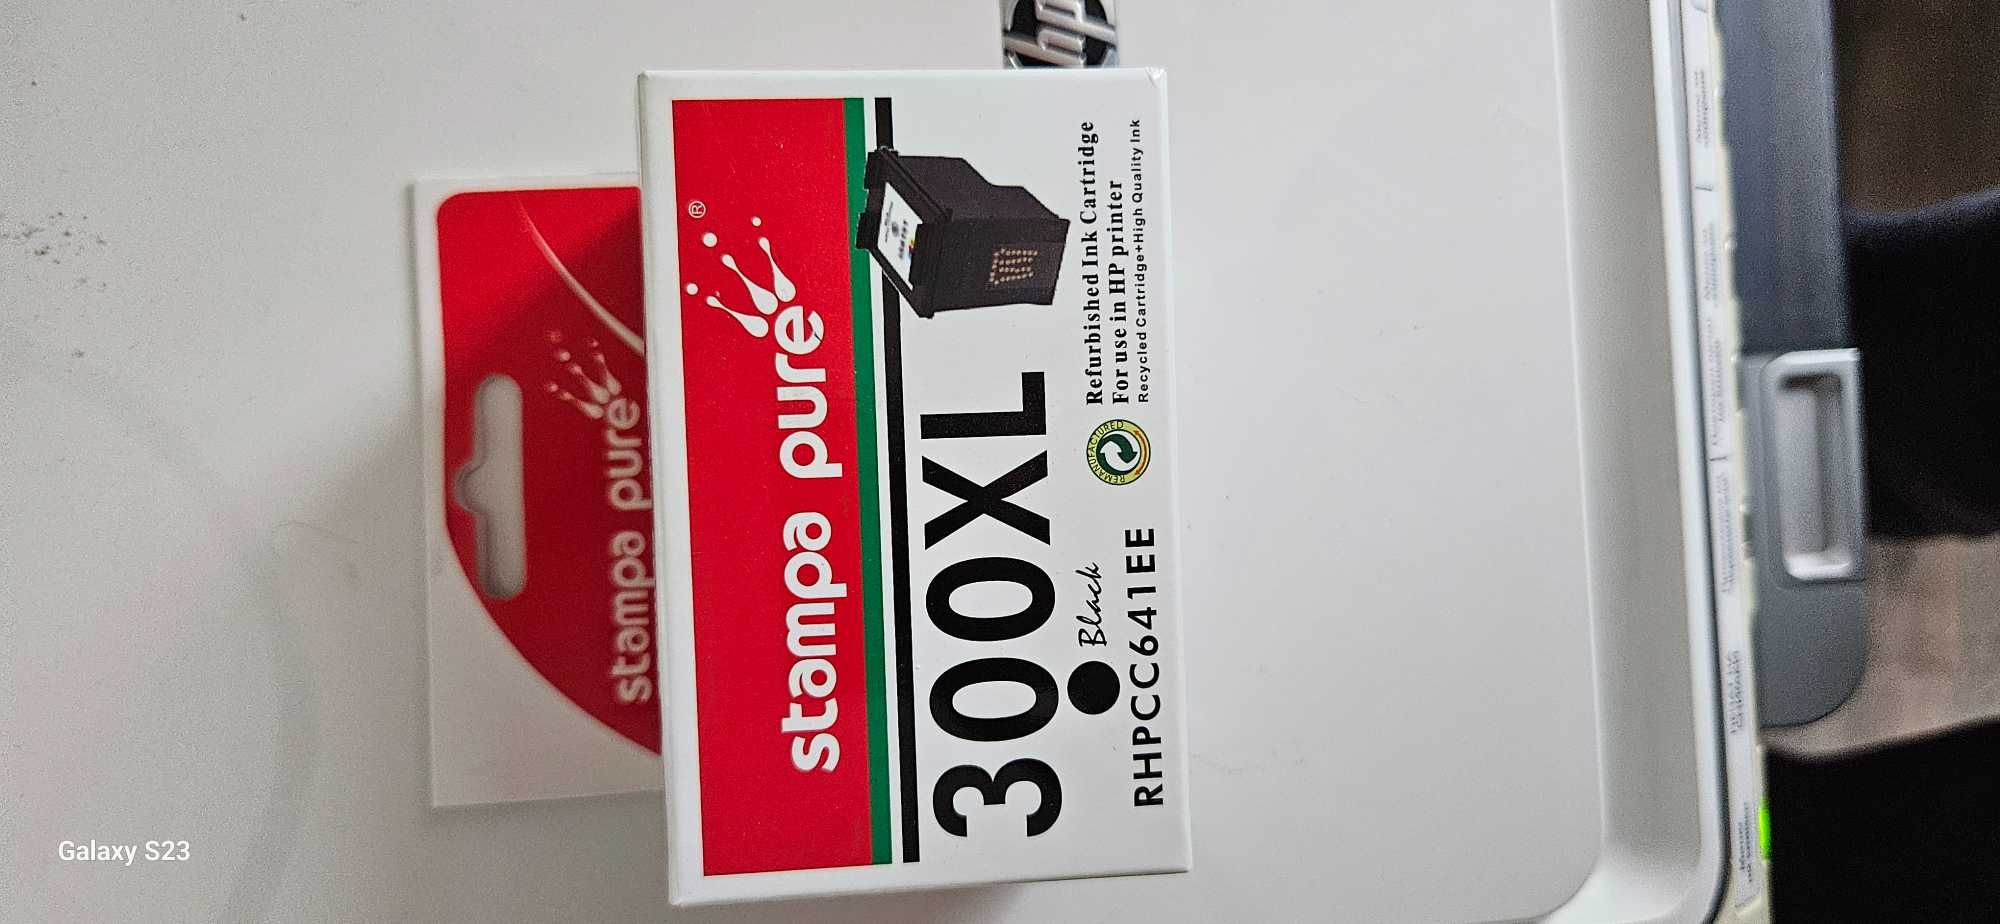 hp
stampa pure
stampa pure®
300XL
Black
RHPCC641EE
REMANUFACTURED
Refurbished Ink Cartridge
For use in HP printer
Recycled Cartridge+High Quality Ink
Galaxy S23